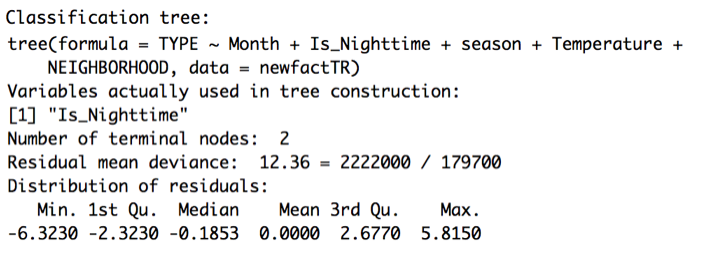 Classification tree:
tree(formula = TYPE ~ Month + Is_Nighttime + season + Temperature +
    NEIGHBORHOOD, data = newfactTR)
Variables actually used in tree construction:
[1] "Is_Nighttime"
Number of terminal nodes:  2
Residual mean deviance:  12.36 = 2222000 / 179700
Distribution of residuals:
   Min. 1st Qu.  Median    Mean 3rd Qu.    Max.
-6.3230 -2.3230 -0.1853  0.0000  2.6770  5.8150